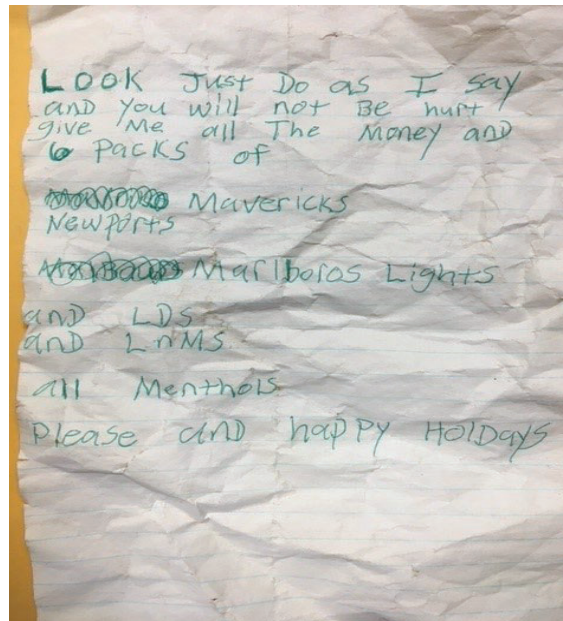 Look Just Do as I say
and you will not Be hurt
give Me all The Money and
6 Packs of
Mavericks
Newports
Marlboros Lights
and LDS
and LnMS
all Menthols
Please and happy HolDays